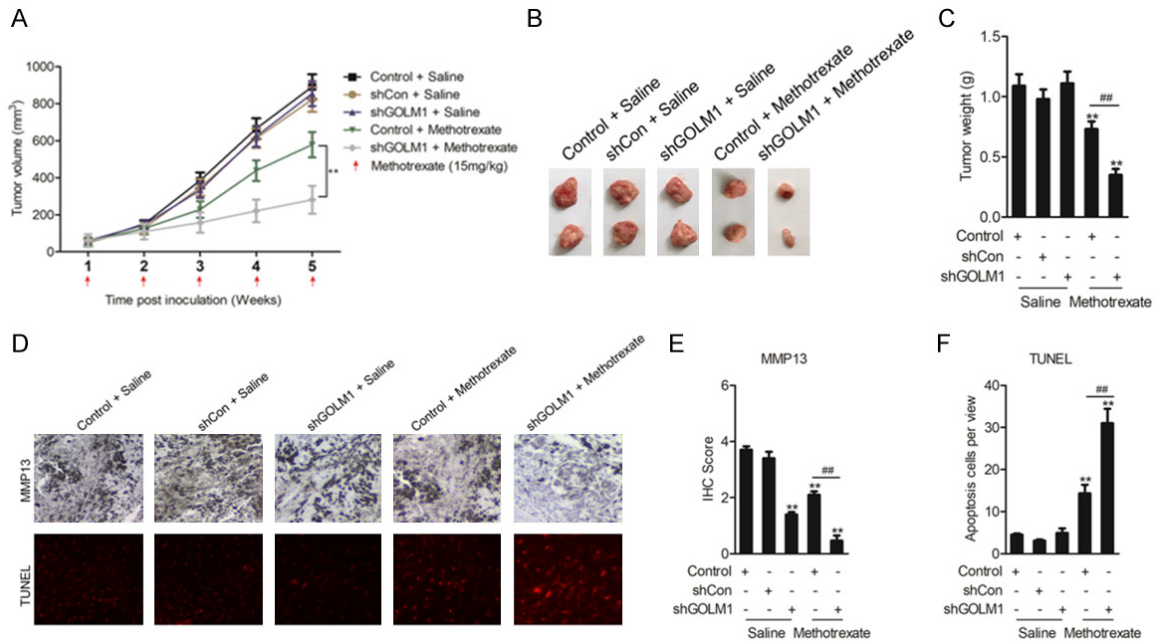 A
Tumor volume (mm³)
1000
800
600
400
200
0
1 2 3 4 5
Time post inoculation (Weeks)
Control + Saline
shCon + Saline
shGOLM1 + Saline
Control + Methotrexate
shGOLM1 + Methotrexate
Methotrexate (15mg/kg)
**
B
Control + Saline
shCon + Saline
shGOLM1 + Saline
Control + Methotrexate
shGOLM1 + Methotrexate
C
Tumor weight (g)
1.5
1.0
0.5
0.0
##
**
**
Control + - - + -
shCon - + - - -
shGOLM1 - - + - +
Saline Methotrexate
D
Control + Saline
shCon + Saline
shGOLM1 + Saline
Control + Methotrexate
shGOLM1 + Methotrexate
MMP13
TUNEL
E
MMP13
IHC Score
6
4
2
0
##
**
**
**
Control + - - + -
shCon - + - - -
shGOLM1 - - + - +
Saline Methotrexate
F
TUNEL
Apoptosis cells per view
40
30
20
10
0
##
**
**
Control + - - + -
shCon - + - - -
shGOLM1 - - + - +
Saline Methotrexate